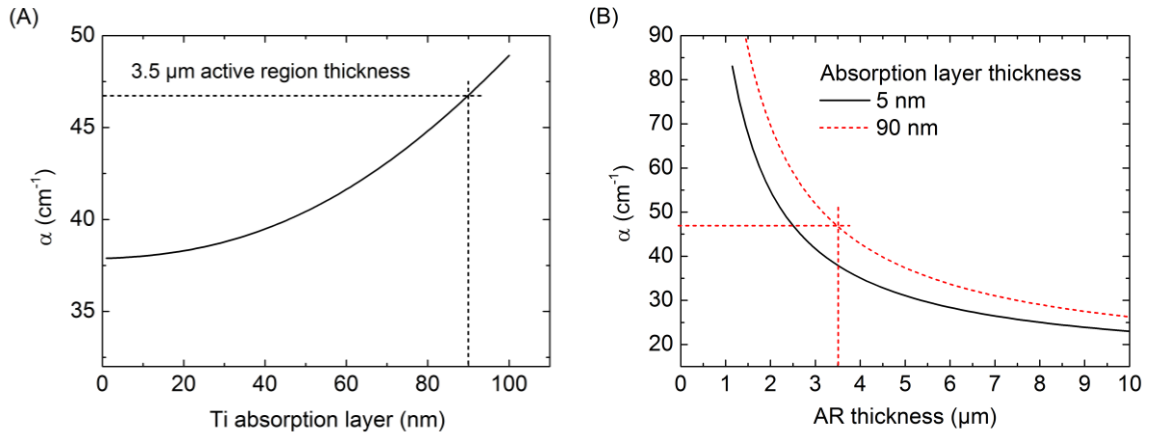 (A)
50
45
40
35
α (cm⁻¹)
3.5 µm active region thickness
0 20 40 60 80 100
Ti absorption layer (nm)
(B)
90
80
70
60
50
40
30
20
α (cm⁻¹)
Absorption layer thickness
5 nm
90 nm
0 1 2 3 4 5 6 7 8 9 10
AR thickness (µm)